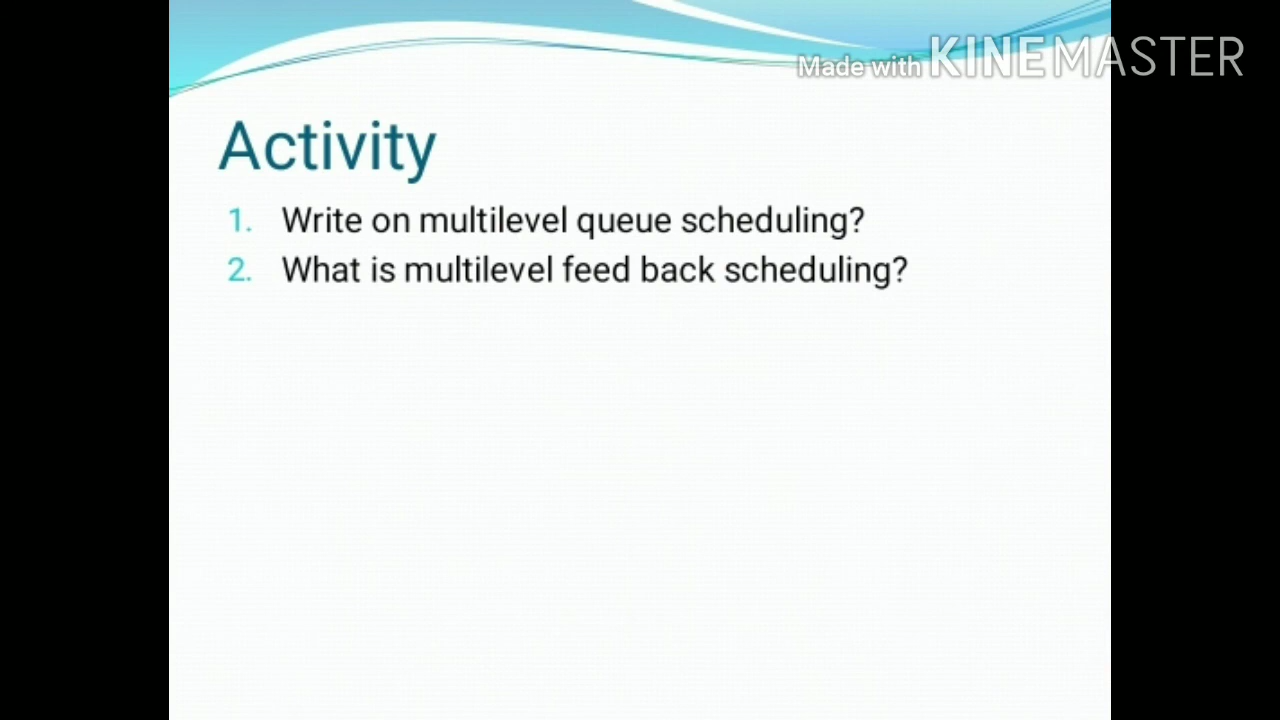 Made with KINEMASTER
Activity
1. Write on multilevel queue scheduling?
2. What is multilevel feed back scheduling?